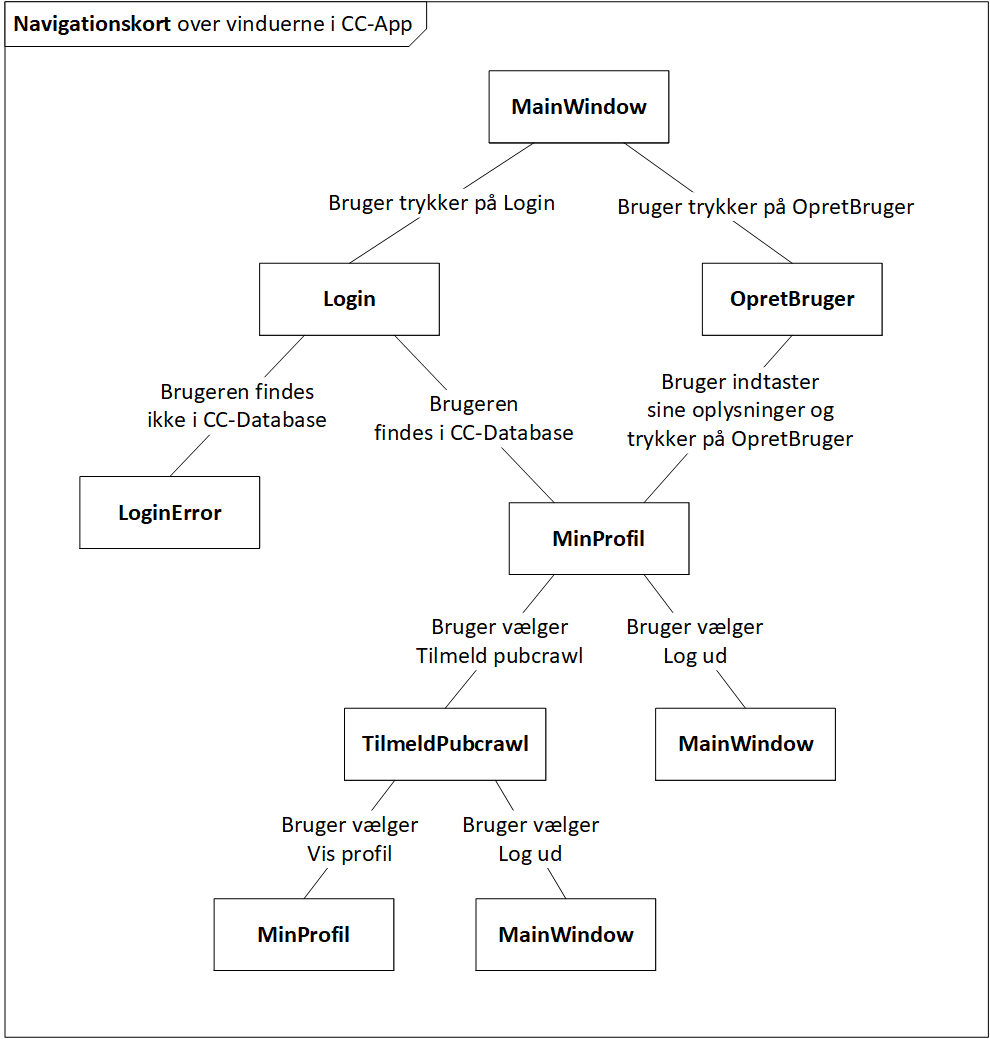 Navigationskort over vinduerne i CC-App
MainWindow
Bruger trykker på Login
Bruger trykker på OpretBruger
Login
OpretBruger
Brugeren findes
ikke i CC-Database
Brugeren
findes i CC-Database
Bruger indtaster
sine oplysninger og
trykker på OpretBruger
LoginError
MinProfil
Bruger vælger
Tilmeld pubcrawl
Bruger vælger
Log ud
TilmeldPubcrawl
MainWindow
Bruger vælger
Vis profil
Bruger vælger
Log ud
MinProfil
MainWindow